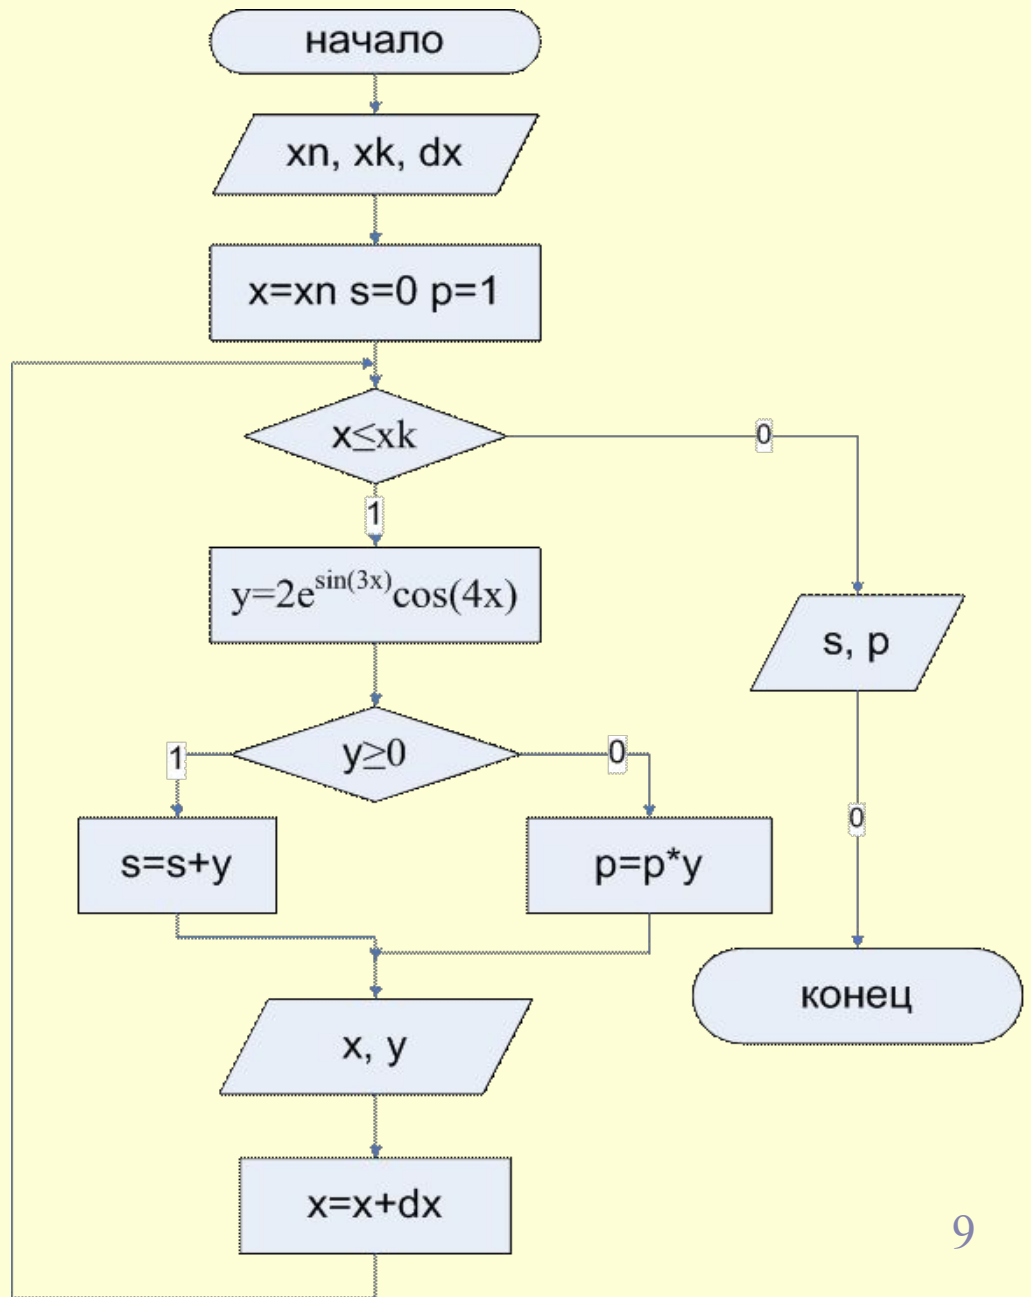 начало
xn, xk, dx
x=xn s=0 p=1
x≤xk
0
1
y=2e^sin(3x)cos(4x)
s, p
y≥0
1
0
0
s=s+y
p=p*y
конец
x, y
x=x+dx
9